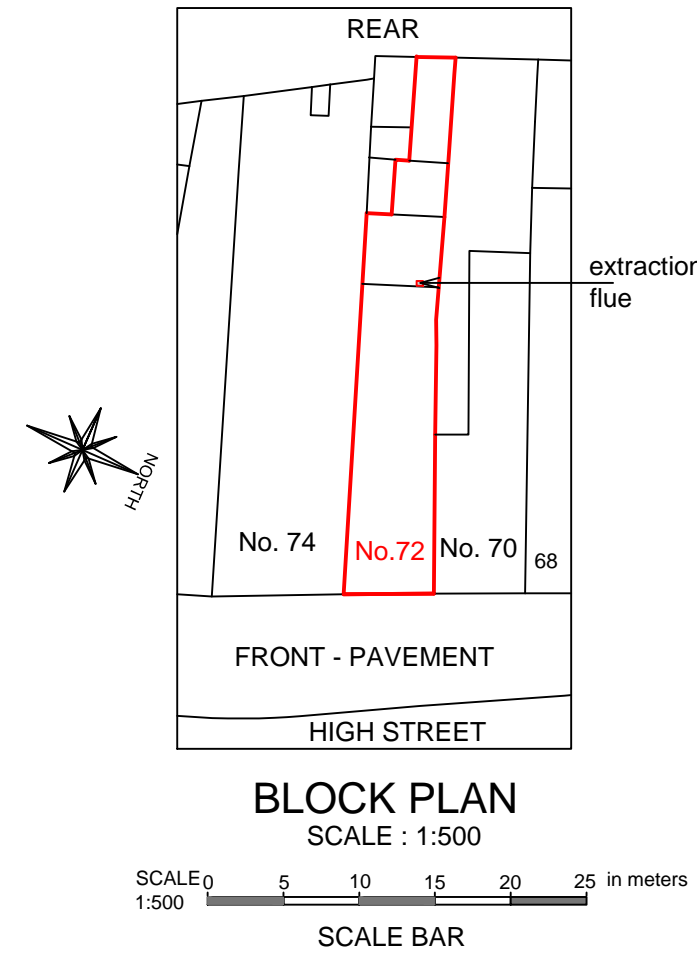 REAR
extraction
flue
NORTH
No. 74
No.72
No. 70
68
FRONT - PAVEMENT
HIGH STREET
BLOCK PLAN
SCALE : 1:500
SCALE 0 5 10 15 20 25 in meters
1:500
SCALE BAR